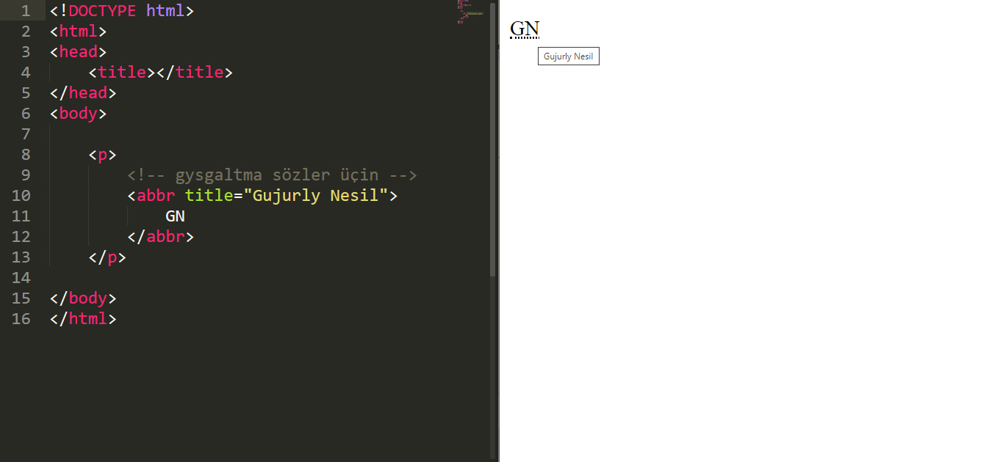 1 <!DOCTYPE html>
2 <html>
3 <head>
4     <title></title>
5 </head>
6 <body>
7
8     <p>
9         <!-- gysgaltma sözler üçin -->
10         <abbr title="Gujurly Nesil">
11             GN
12         </abbr>
13     </p>
14
15 </body>
16 </html>
GN
Gujurly Nesil